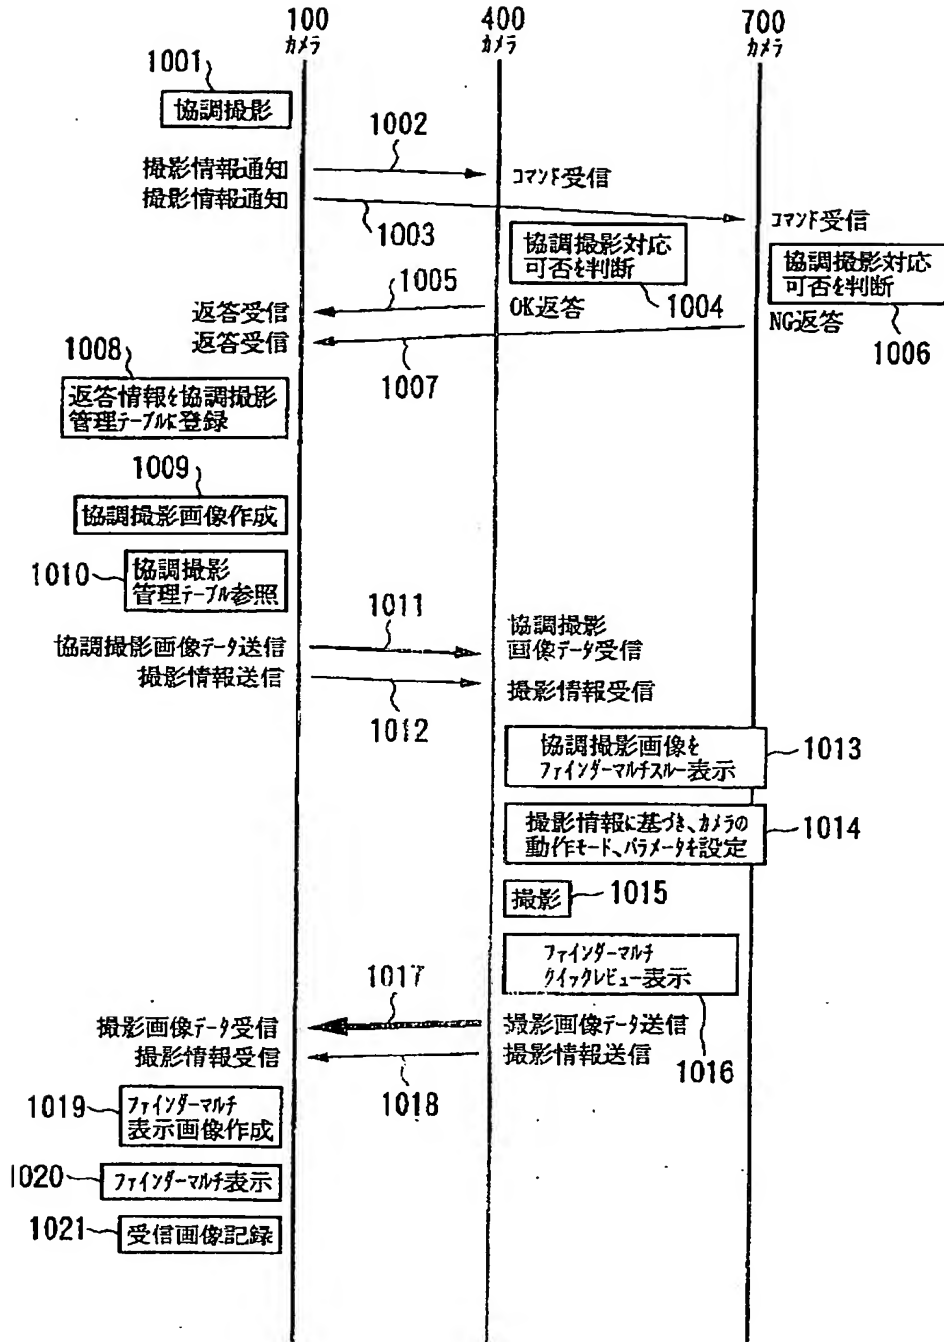 100
カメラ
400
カメラ
700
カメラ
1001
協調撮影
1002
撮影情報通知
コマンド受信
撮影情報通知
1003
コマンド受信
協調撮影対応
可否を判断
協調撮影対応
可否を判断
1005
1004
返答受信
OK返答
NG返答
返答受信
1006
1007
1008
返答情報を協調撮影
管理テーブルに登録
1009
協調撮影画像作成
1010
協調撮影
管理テーブル参照
1011
協調撮影
画像データ受信
協調撮影画像データ送信
撮影情報送信
撮影情報受信
1012
協調撮影画像を
ファインダーマルチスルー表示
1013
撮影情報に基づき、カメラの
動作モード、パラメータを設定
1014
撮影
1015
ファインダーマルチ
クイックレビュー表示
1016
1017
撮影画像データ受信
撮影画像データ送信
撮影情報受信
撮影情報送信
1018
1019
ファインダーマルチ
表示画像作成
1020
ファインダーマルチ表示
1021
受信画像記録